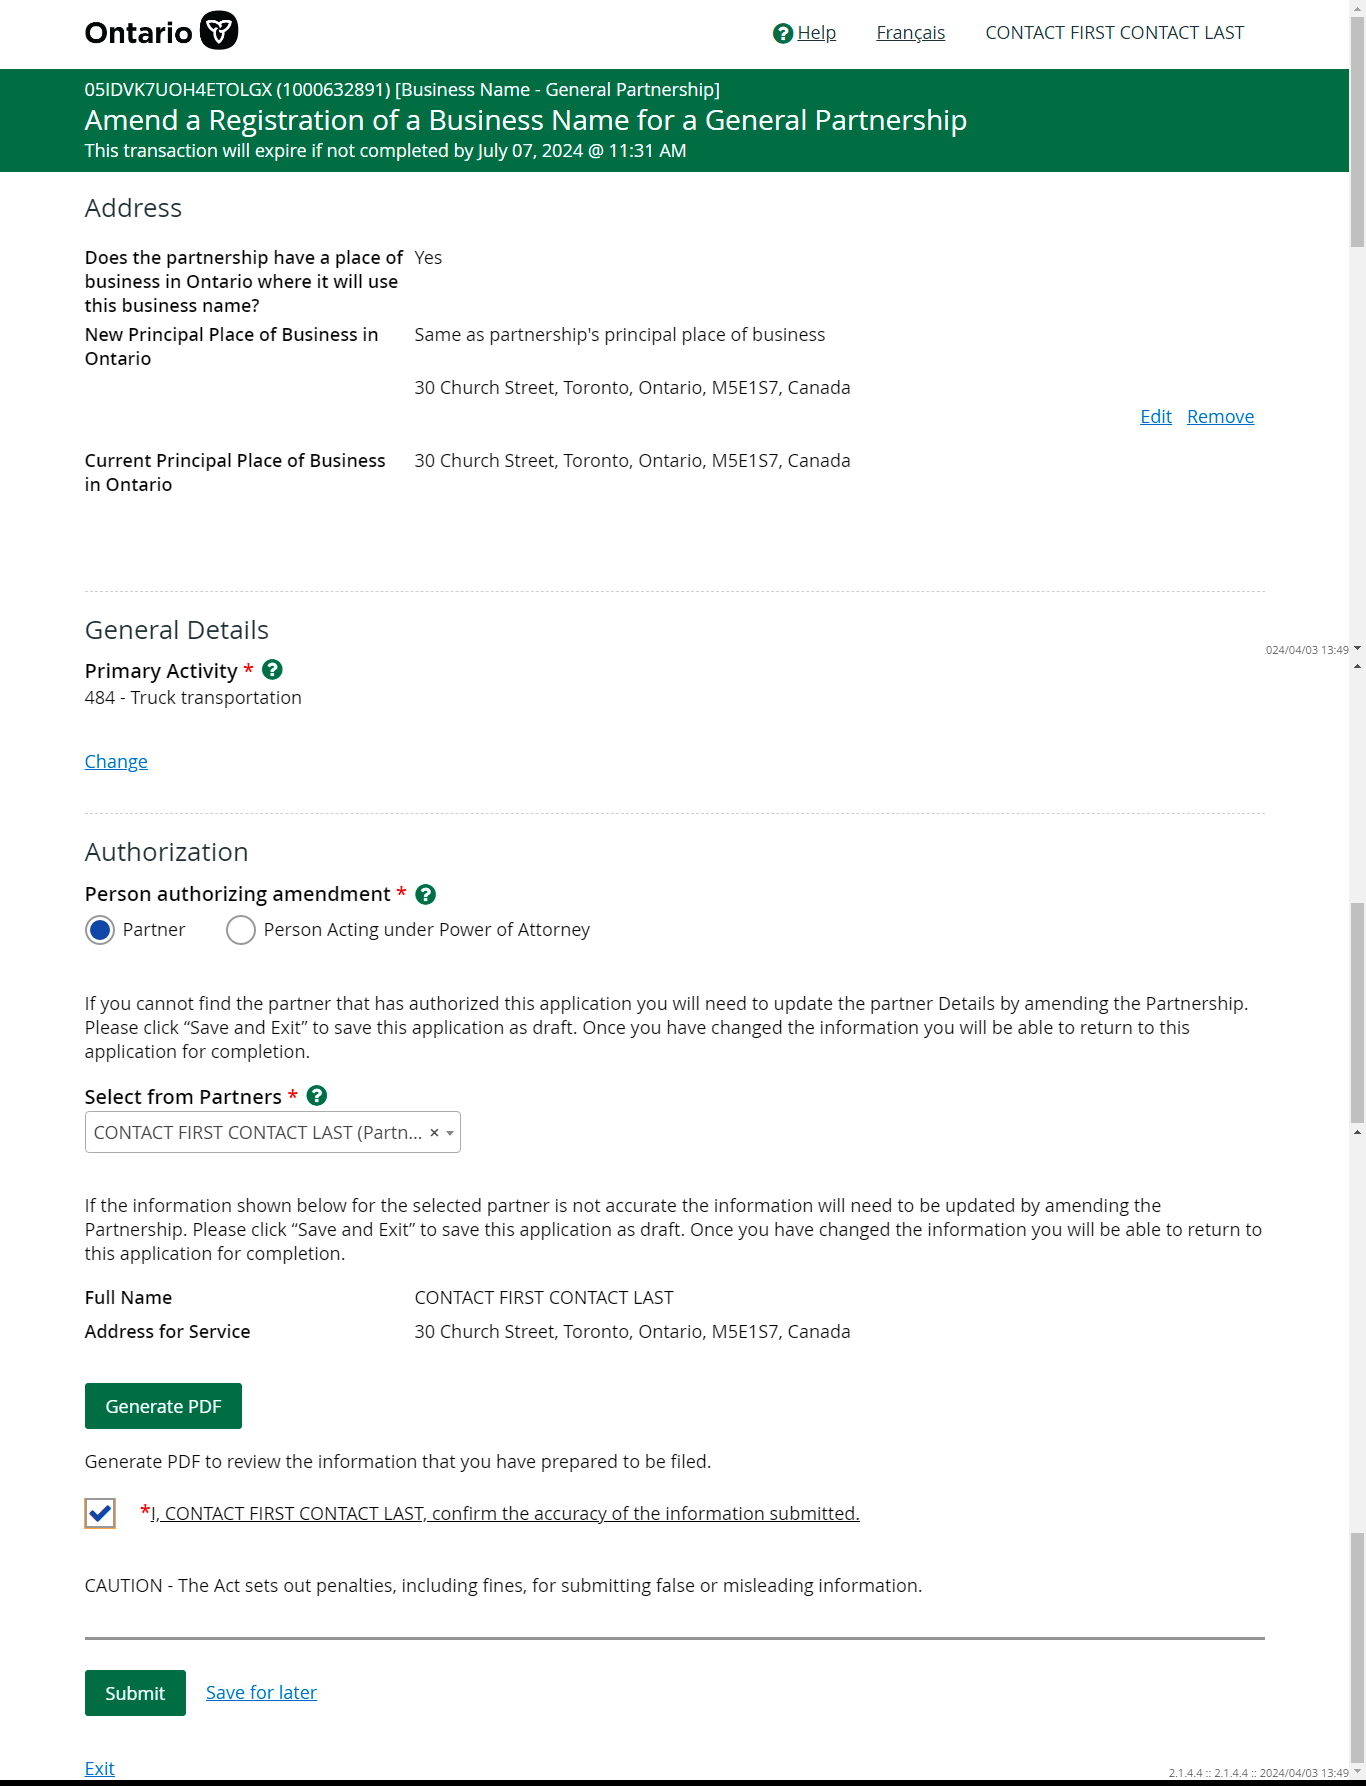 Ontario
Help Français CONTACT FIRST CONTACT LAST
05IDVK7UOH4ETOLGX (1000632891) [Business Name - General Partnership]
Amend a Registration of a Business Name for a General Partnership
This transaction will expire if not completed by July 07, 2024 @ 11:31 AM
Address
Does the partnership have a place of business in Ontario where it will use this business name? Yes
New Principal Place of Business in Ontario Same as partnership's principal place of business
30 Church Street, Toronto, Ontario, M5E1S7, Canada
Edit Remove
Current Principal Place of Business in Ontario 30 Church Street, Toronto, Ontario, M5E1S7, Canada
General Details
024/04/03 13:49
Primary Activity *
484 - Truck transportation
Change
Authorization
Person authorizing amendment *
Partner Person Acting under Power of Attorney
If you cannot find the partner that has authorized this application you will need to update the partner Details by amending the Partnership.
Please click “Save and Exit” to save this application as draft. Once you have changed the information you will be able to return to this
application for completion.
Select from Partners *
CONTACT FIRST CONTACT LAST (Partn... ×
If the information shown below for the selected partner is not accurate the information will need to be updated by amending the
Partnership. Please click “Save and Exit” to save this application as draft. Once you have changed the information you will be able to return to
this application for completion.
Full Name CONTACT FIRST CONTACT LAST
Address for Service 30 Church Street, Toronto, Ontario, M5E1S7, Canada
Generate PDF
Generate PDF to review the information that you have prepared to be filed.
*I, CONTACT FIRST CONTACT LAST, confirm the accuracy of the information submitted.
CAUTION - The Act sets out penalties, including fines, for submitting false or misleading information.
Submit Save for later
Exit
2.1.4.4 :: 2.1.4.4 :: 2024/04/03 13:49